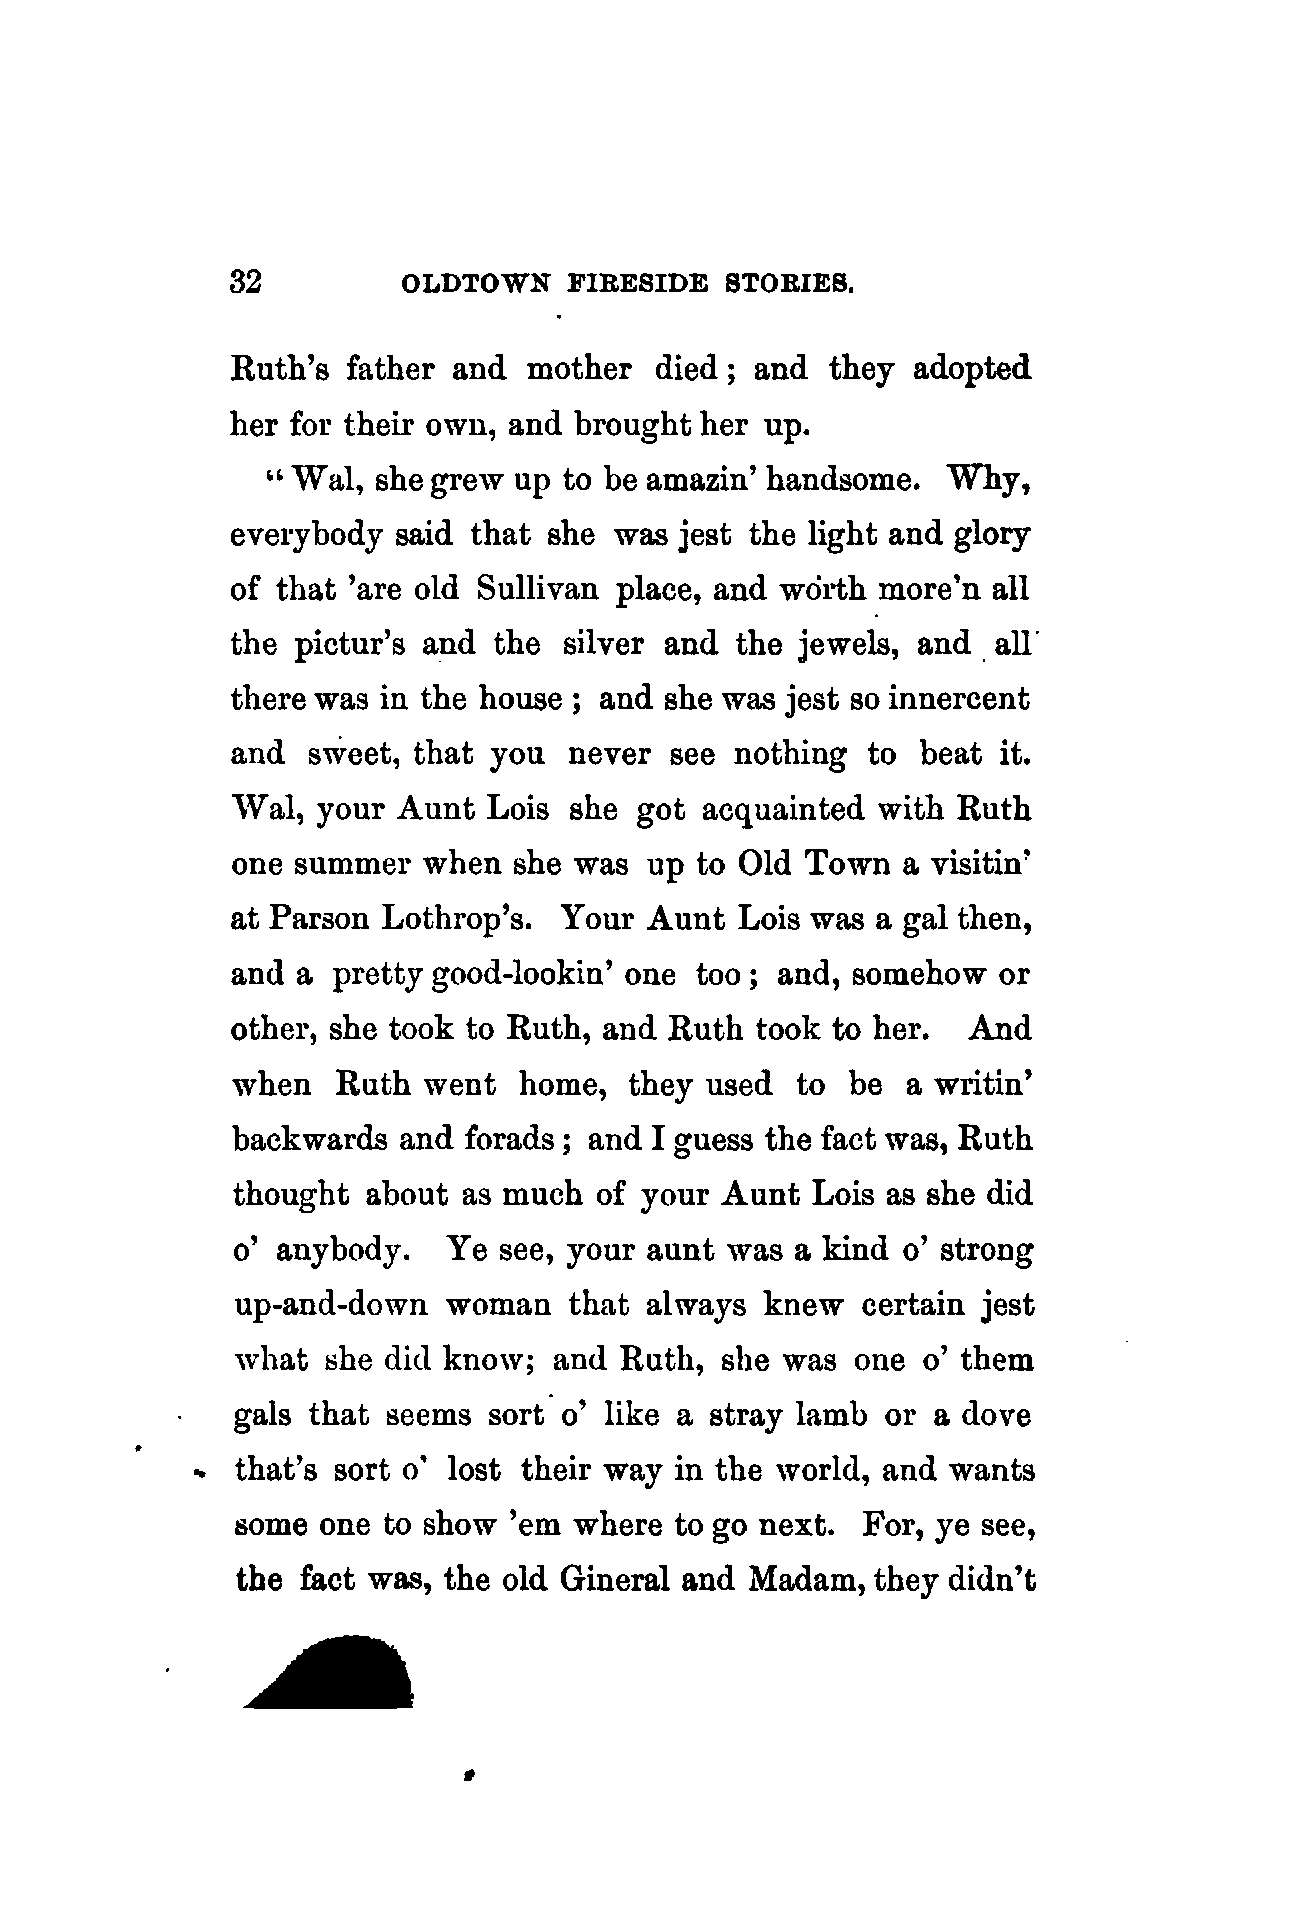 32 OLDTOWN FIRESIDE STORIES.
Ruth's father and mother died; and they adopted
her for their own, and brought her up.
"Wal, she grew up to be amazin' handsome. Why,
everybody said that she was jest the light and glory
of that 'are old Sullivan place, and worth more'n all
the pictur's and the silver and the jewels, and all
there was in the house; and she was jest so innercent
and sweet, that you never see nothing to beat it.
Wal, your Aunt Lois she got acquainted with Ruth
one summer when she was up to Old Town a visitin'
at Parson Lothrop's. Your Aunt Lois was a gal then,
and a pretty good-lookin' one too; and, somehow or
other, she took to Ruth, and Ruth took to her. And
when Ruth went home, they used to be a writin'
backwards and forads; and I guess the fact was, Ruth
thought about as much of your Aunt Lois as she did
o' anybody. Ye see, your aunt was a kind o' strong
up-and-down woman that always knew certain jest
what she did know; and Ruth, she was one o' them
gals that seems sort o' like a stray lamb or a dove
that's sort o' lost their way in the world, and wants
some one to show 'em where to go next. For, ye see,
the fact was, the old Gineral and Madam, they didn't